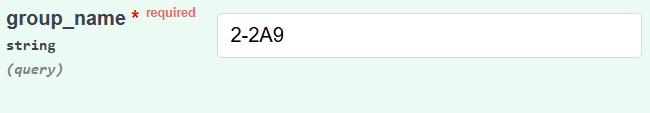 group_name * required
2-2A9
string
(query)